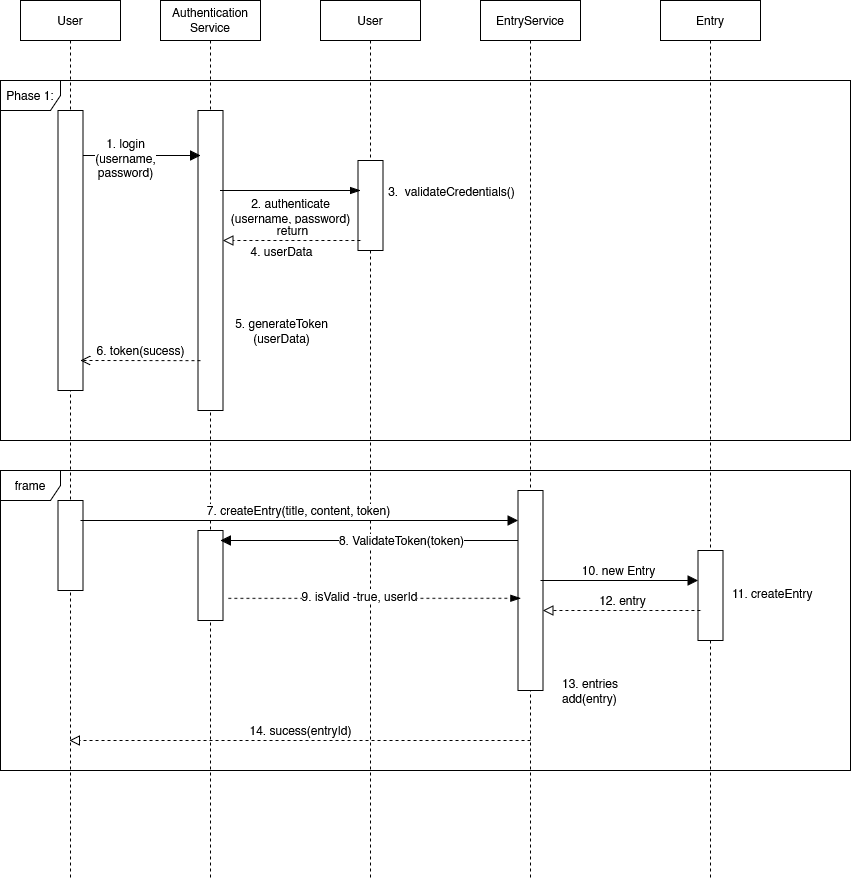 User
Authentication
Service
User
EntryService
Entry
Phase 1:
1. login
(username,
password)
2. authenticate
(username, password)
3. validateCredentials()
return
4. userData
5. generateToken
(userData)
6. token(sucess)
frame
7. createEntry(title, content, token)
8. ValidateToken(token)
9. isValid -true, userId
10. new Entry
11. createEntry
12. entry
13. entries
add(entry)
14. sucess(entryId)